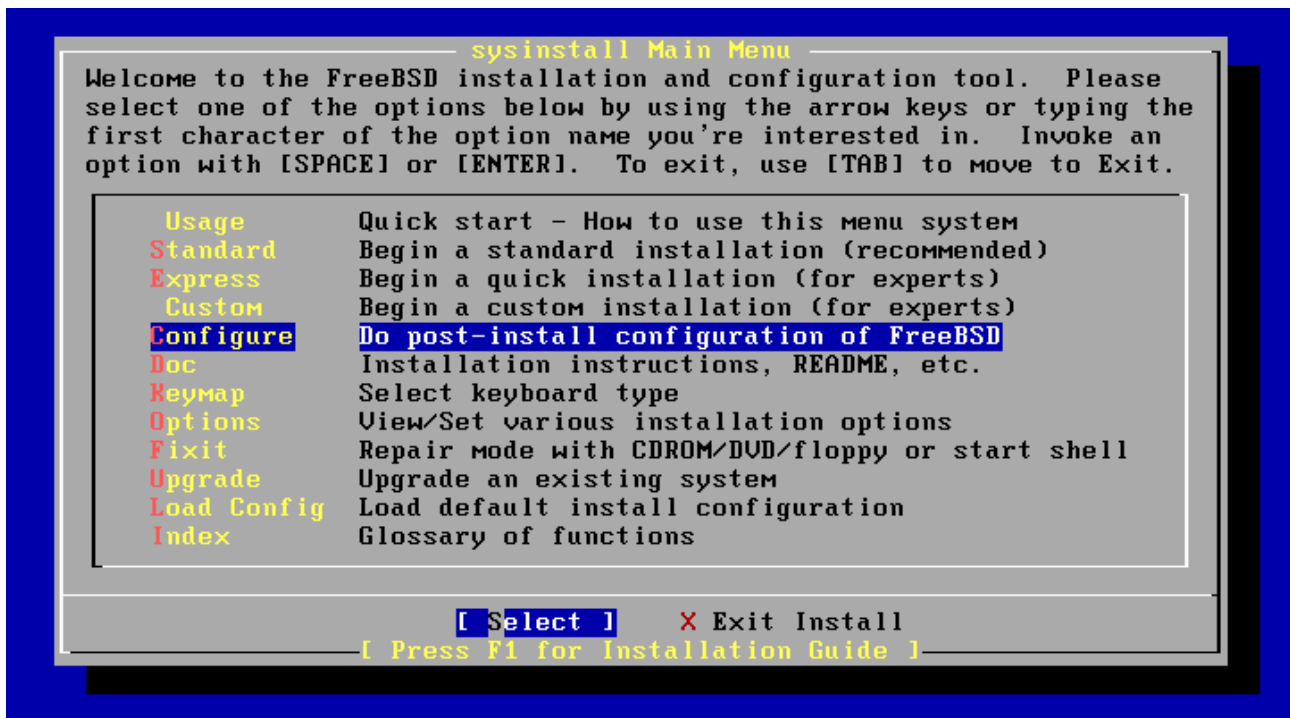 sysinstall Main Menu
Welcome to the FreeBSD installation and configuration tool.  Please
select one of the options below by using the arrow keys or typing the
first character of the option name you're interested in.  Invoke an
option with [SPACE] or [ENTER].  To exit, use [TAB] to move to Exit.
Usage Quick start - How to use this menu system
Standard Begin a standard installation (recommended)
Express Begin a quick installation (for experts)
Custom Begin a custom installation (for experts)
Configure Do post-install configuration of FreeBSD
Doc Installation instructions, README, etc.
Keymap Select keyboard type
Options View/Set various installation options
Fixit Repair mode with CDROM/DVD/floppy or start shell
Upgrade Upgrade an existing system
Load Config Load default install configuration
Index Glossary of functions
[ Select ] X Exit Install
[ Press F1 for Installation Guide ]